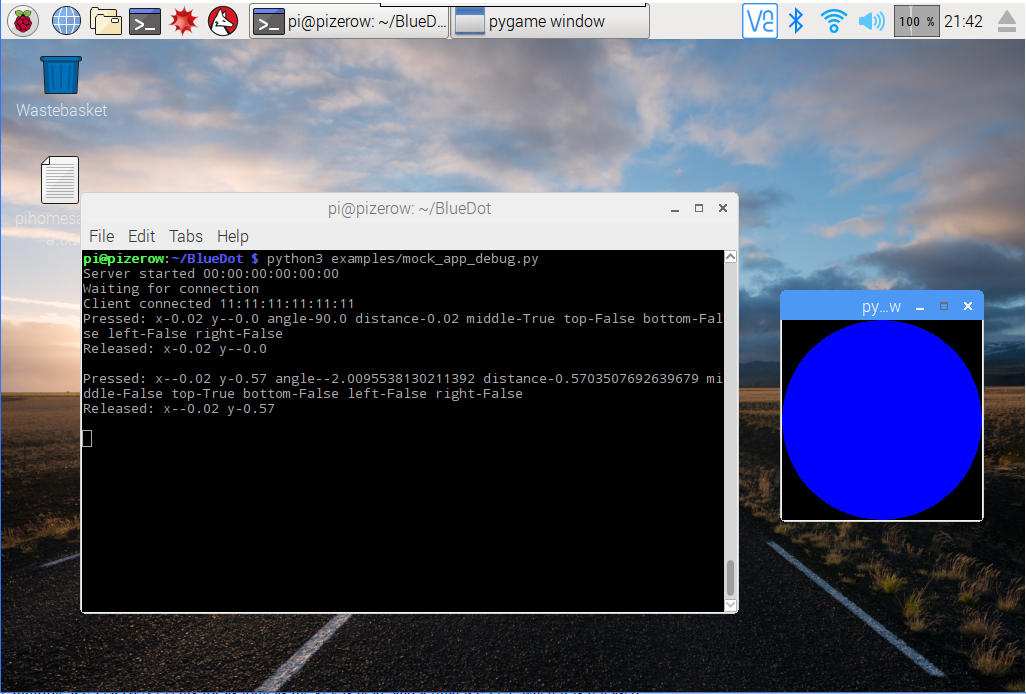 pi@pizerow: ~/BlueD...
pygame window
100 %
21:42
Wastebasket
pihomesa
pi@pizerow: ~/BlueDot
File Edit Tabs Help
pi@pizerow:~/BlueDot $ python3 examples/mock_app_debug.py
Server started 00:00:00:00:00:00
Waiting for connection
Client connected 11:11:11:11:11:11
Pressed: x-0.02 y--0.0 angle-90.0 distance-0.02 middle-True top-False bottom-Fal
se left-False right-False
Released: x-0.02 y--0.0
Pressed: x--0.02 y-0.57 angle--2.0095538130211392 distance-0.5703507692639679 mi
ddle-False top-True bottom-False left-False right-False
Released: x--0.02 y-0.57
py...w